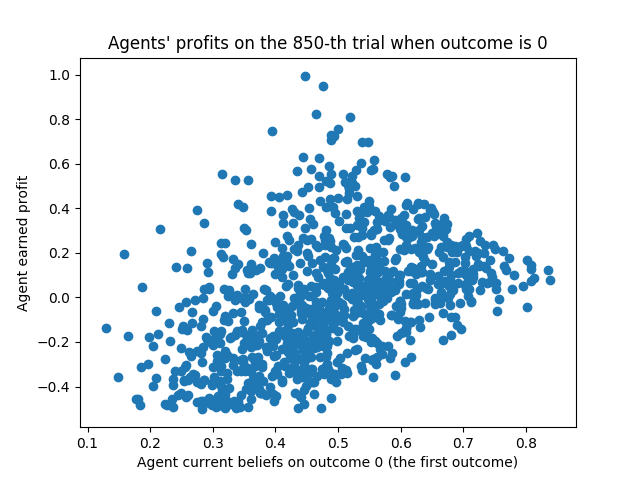 Agents' profits on the 850-th trial when outcome is 0
Agent earned profit
1.0
0.8
0.6
0.4
0.2
0.0
−0.2
−0.4
0.1 0.2 0.3 0.4 0.5 0.6 0.7 0.8
Agent current beliefs on outcome 0 (the first outcome)